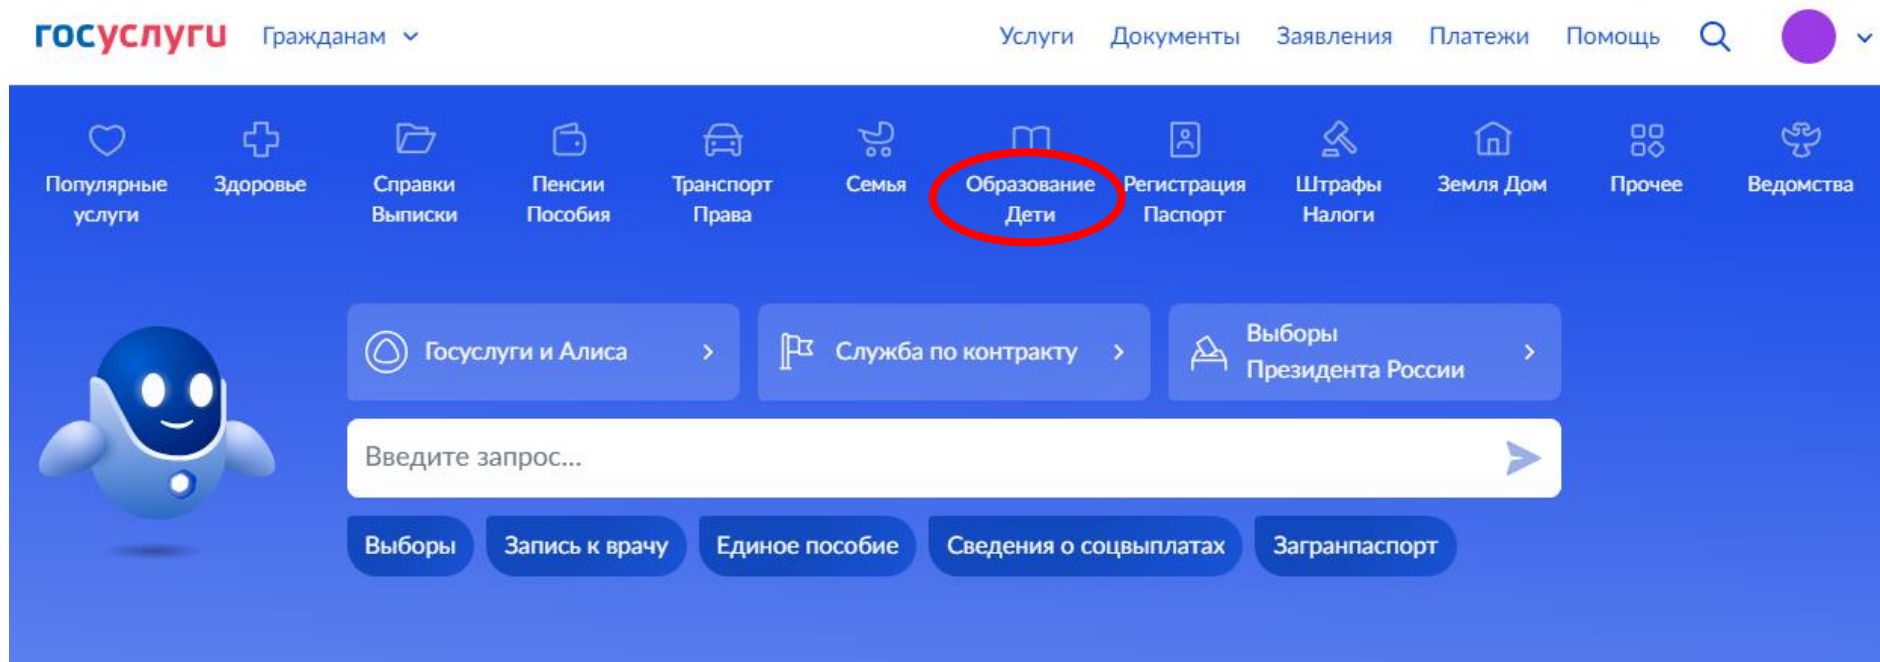 госуслуги Гражданам Услуги Документы Заявления Платежи Помощь
Популярные услуги
Здоровье
Справки Выписки
Пенсии Пособия
Транспорт Права
Семья
Образование Дети
Регистрация Паспорт
Штрафы Налоги
Земля Дом
Прочее
Ведомства
Госуслуги и Алиса
Служба по контракту
Выборы
Президента России
Введите запрос...
Выборы
Запись к врачу
Единое пособие
Сведения о соцвыплатах
Загранпаспорт